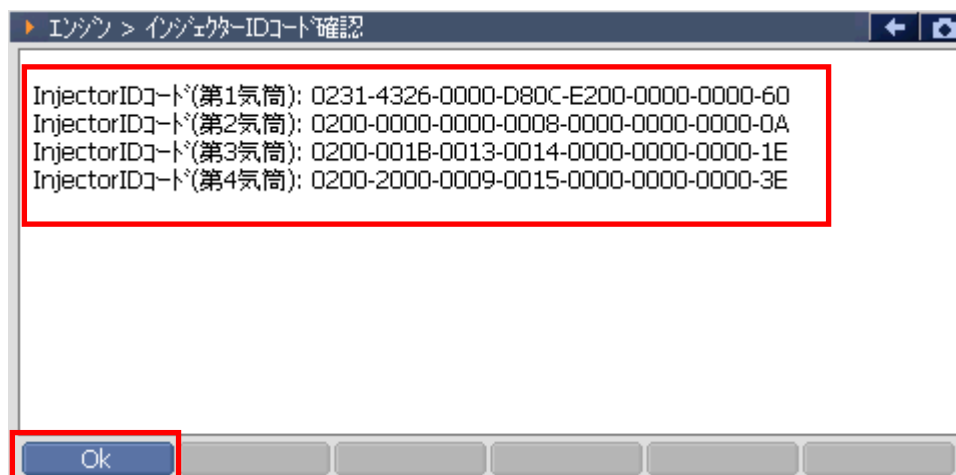 エンジン > インジェクターIDコード確認
InjectorIDコード(第1気筒): 0231-4326-0000-D80C-E200-0000-0000-60
InjectorIDコード(第2気筒): 0200-0000-0000-0008-0000-0000-0000-0A
InjectorIDコード(第3気筒): 0200-001B-0013-0014-0000-0000-0000-1E
InjectorIDコード(第4気筒): 0200-2000-0009-0015-0000-0000-0000-3E
Ok